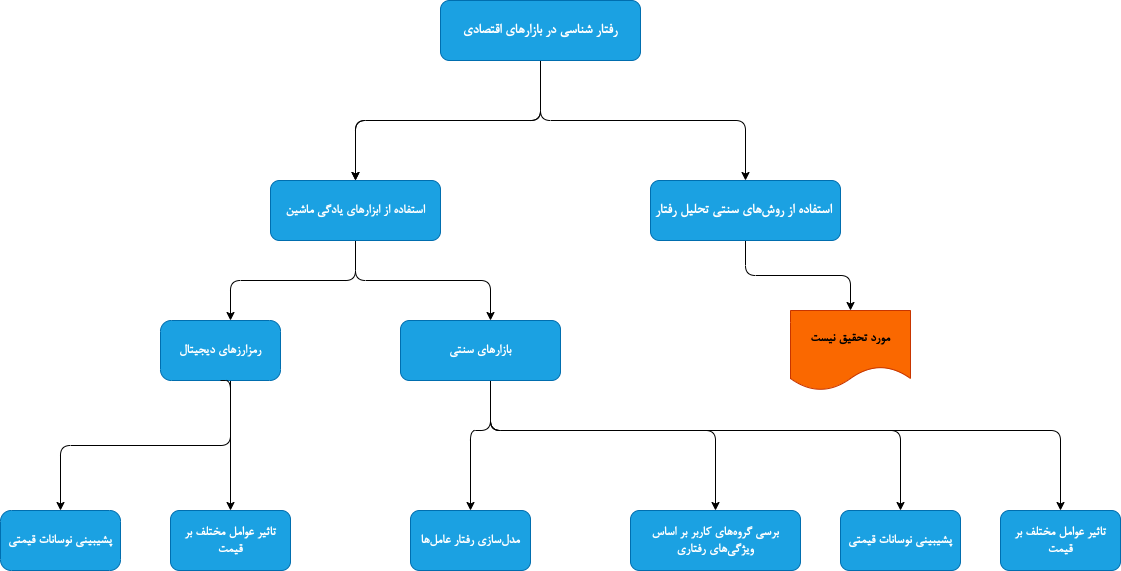 رفتار شناسی در بازارهای اقتصادی
استفاده از روش‌های سنتی تحلیل رفتار
استفاده از ابزارهای یادگی ماشین
مورد تحقیق نیست
بازارهای سنتی
رمزارزهای دیجیتال
تاثیر عوامل مختلف بر
قیمت
پشیبینی نوسانات قیمتی
برسی گروه‌های کاربر بر اساس
ویژگی‌های رفتاری
مدل‌سازی رفتار عامل‌ها
تاثیر عوامل مختلف بر
قیمت
پشیبینی نوسانات قیمتی